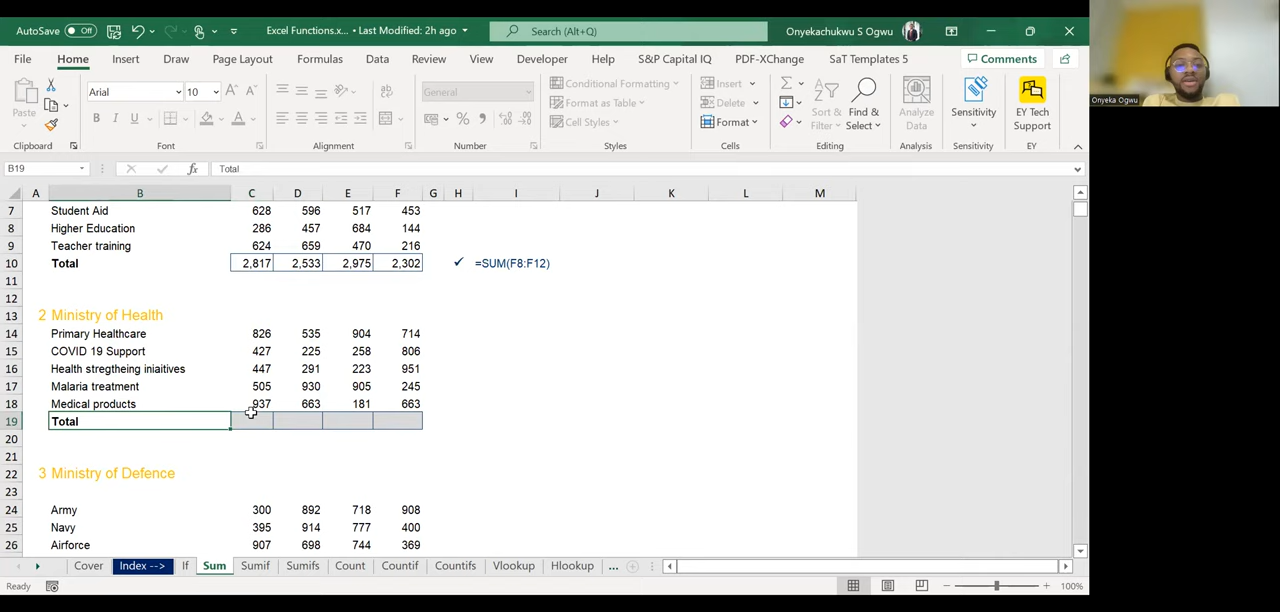 AutoSave Off Excel Functions.x... • Last Modified: 2h ago Search (Alt+Q) Onyekachukwu S Ogwu
File Home Insert Draw Page Layout Formulas Data Review View Developer Help S&P Capital IQ PDF-XChange SaT Templates 5 Comments
Paste Arial 10 General Conditional Formatting Insert Sort & Find & Analyze Sensitivity EY Tech
B I U A Format as Table Delete Filter Select Data Support
Cell Styles Format
Clipboard Font Alignment Number Styles Cells Editing Analysis Sensitivity EY
B19 fx Total
A B C D E F G H I J K L M
7 Student Aid 628 596 517 453
8 Higher Education 286 457 684 144
9 Teacher training 624 659 470 216
10 Total 2,817 2,533 2,975 2,302 ✓ =SUM(F8:F12)
11
12
13 2 Ministry of Health
14 Primary Healthcare 826 535 904 714
15 COVID 19 Support 427 225 258 806
16 Health stregtheing iniaitives 447 291 223 951
17 Malaria treatment 505 930 905 245
18 Medical products 937 663 181 663
19 Total
20
21
22 3 Ministry of Defence
23
24 Army 300 892 718 908
25 Navy 395 914 777 400
26 Airforce 907 698 744 369
Cover Index --> If Sum Sumif Sumifs Count Countif Countifs Vlookup Hlookup ...
Ready 100%
Onyeka Ogwu